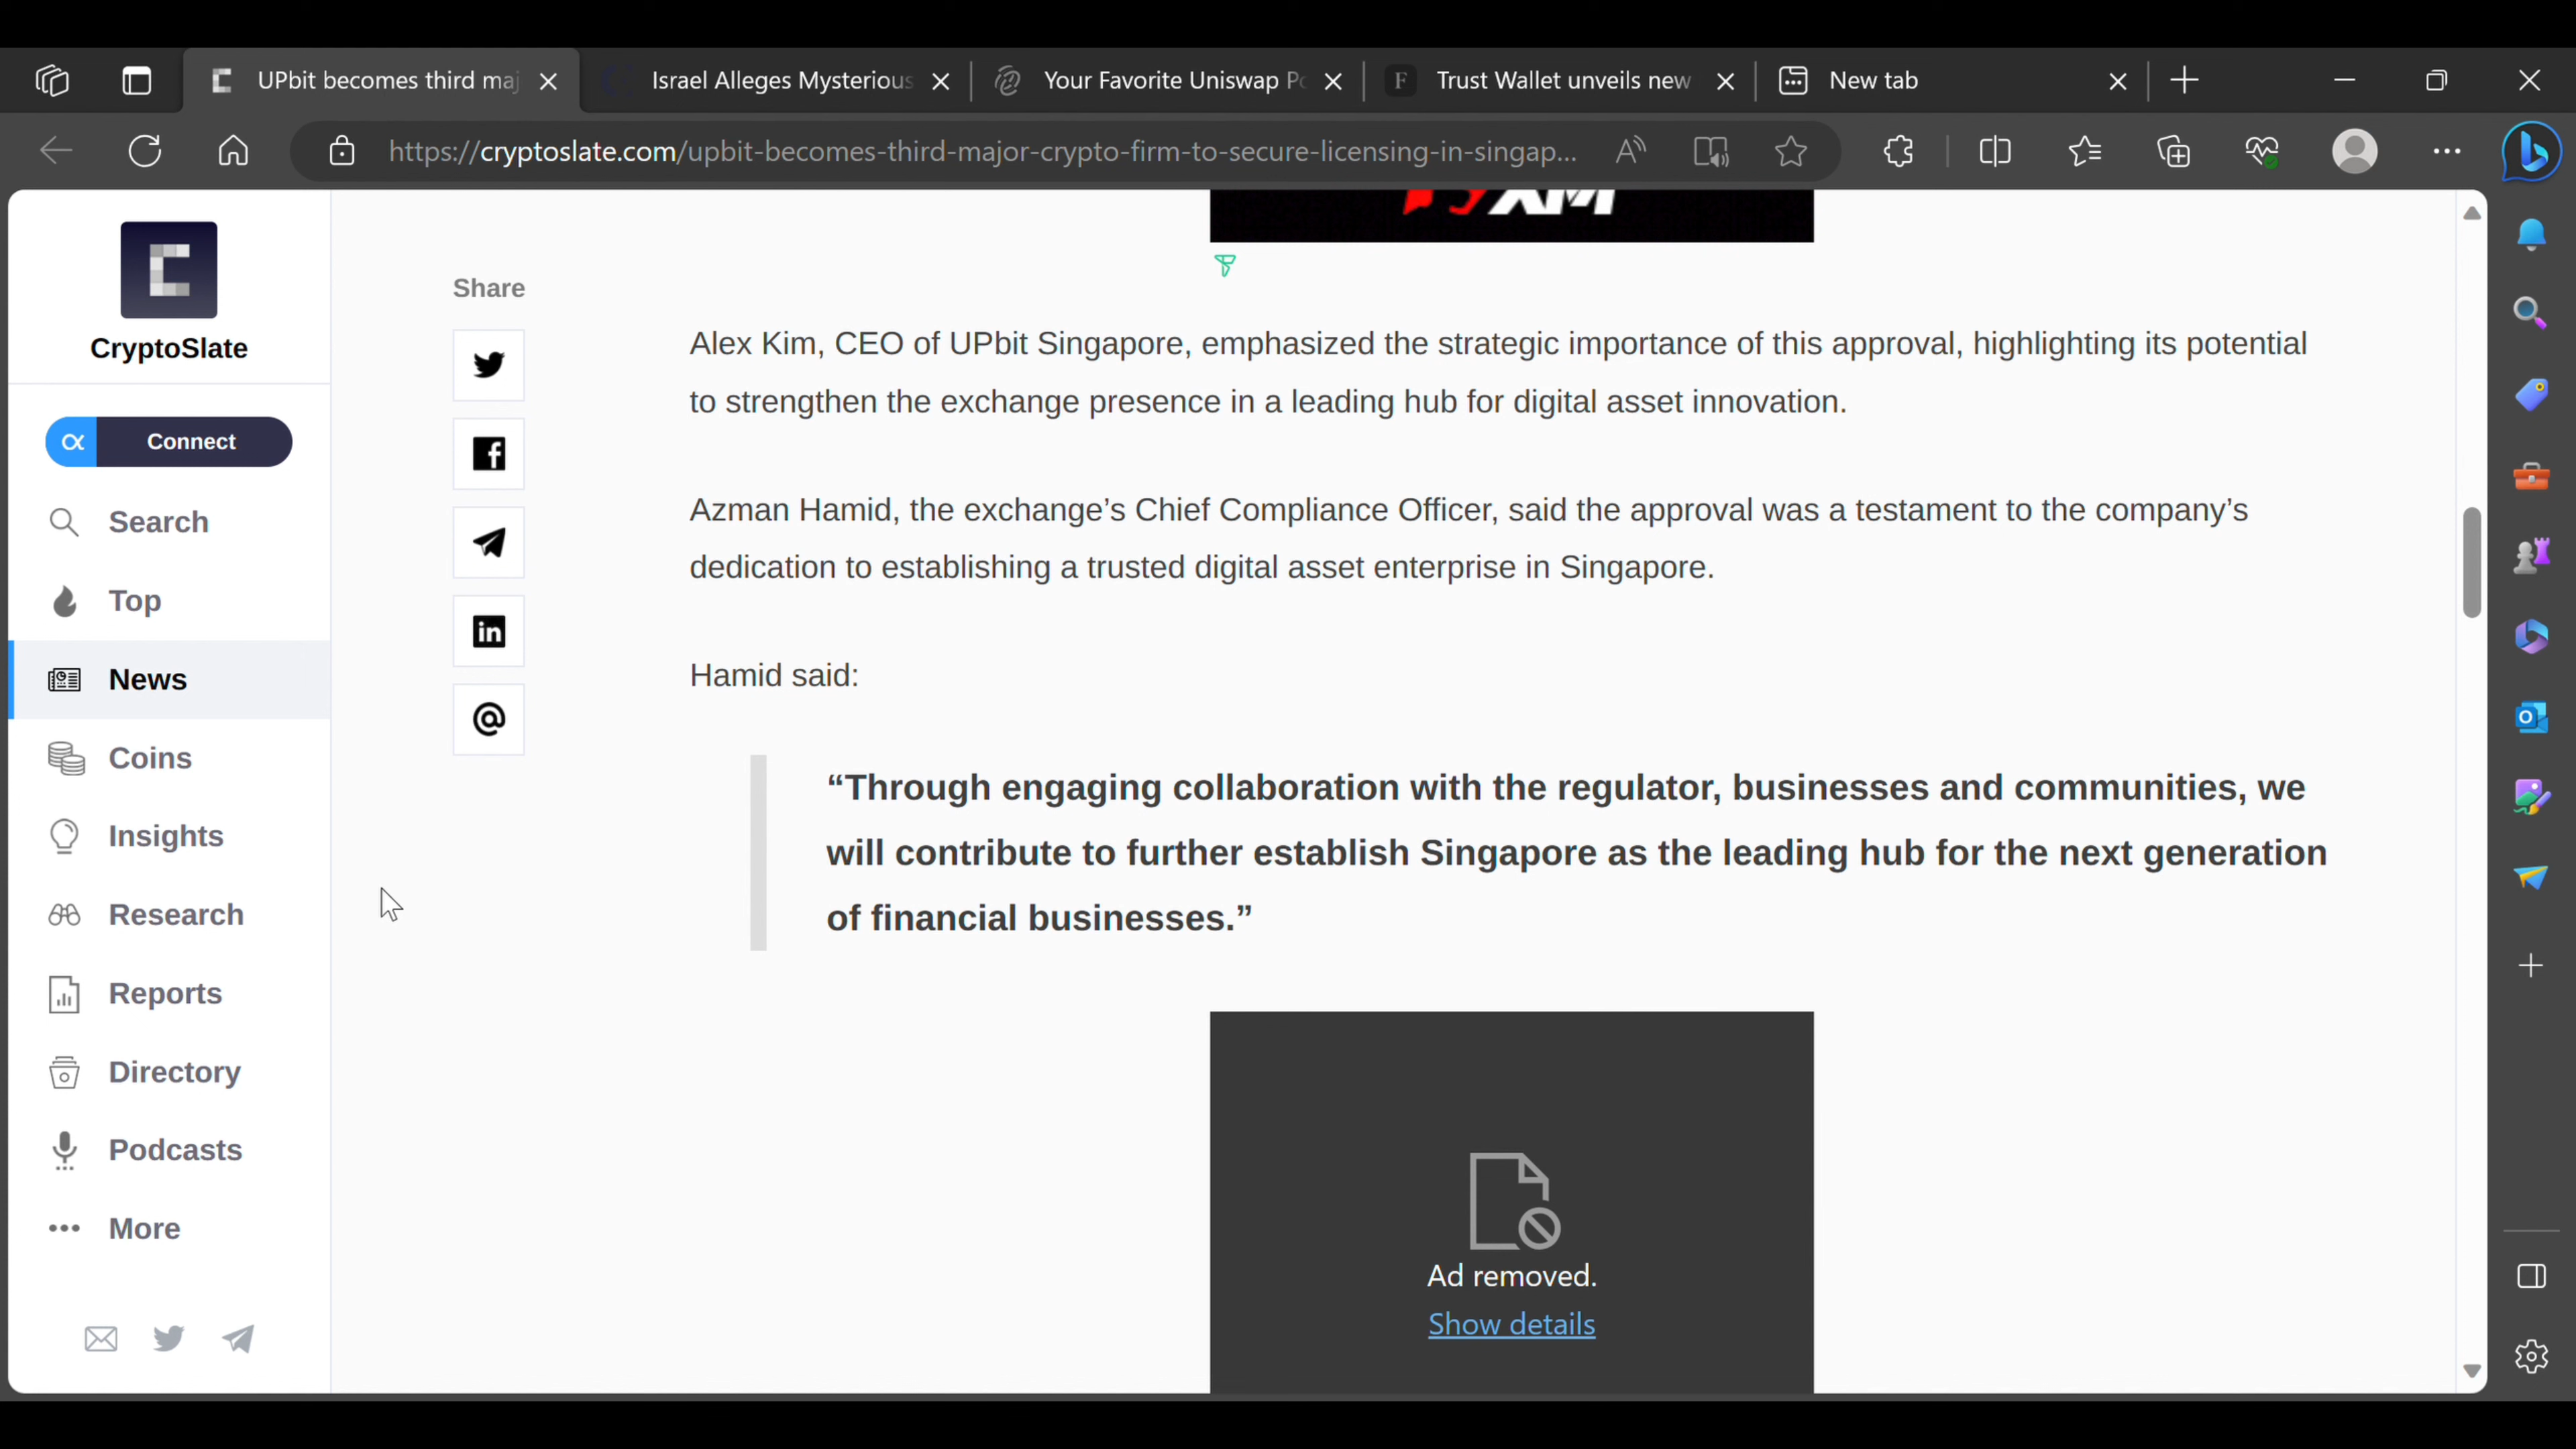 UPbit becomes third maj
Israel Alleges Mysterious
Your Favorite Uniswap Po
Trust Wallet unveils new
New tab
https://cryptoslate.com/upbit-becomes-third-major-crypto-firm-to-secure-licensing-in-singap...
CryptoSlate
Connect
Search
Top
News
Coins
Insights
Research
Reports
Directory
Podcasts
More
Share
Alex Kim, CEO of UPbit Singapore, emphasized the strategic importance of this approval, highlighting its potential
to strengthen the exchange presence in a leading hub for digital asset innovation.
Azman Hamid, the exchange’s Chief Compliance Officer, said the approval was a testament to the company’s
dedication to establishing a trusted digital asset enterprise in Singapore.
Hamid said:
“Through engaging collaboration with the regulator, businesses and communities, we
will contribute to further establish Singapore as the leading hub for the next generation
of financial businesses.”
Ad removed.
Show details